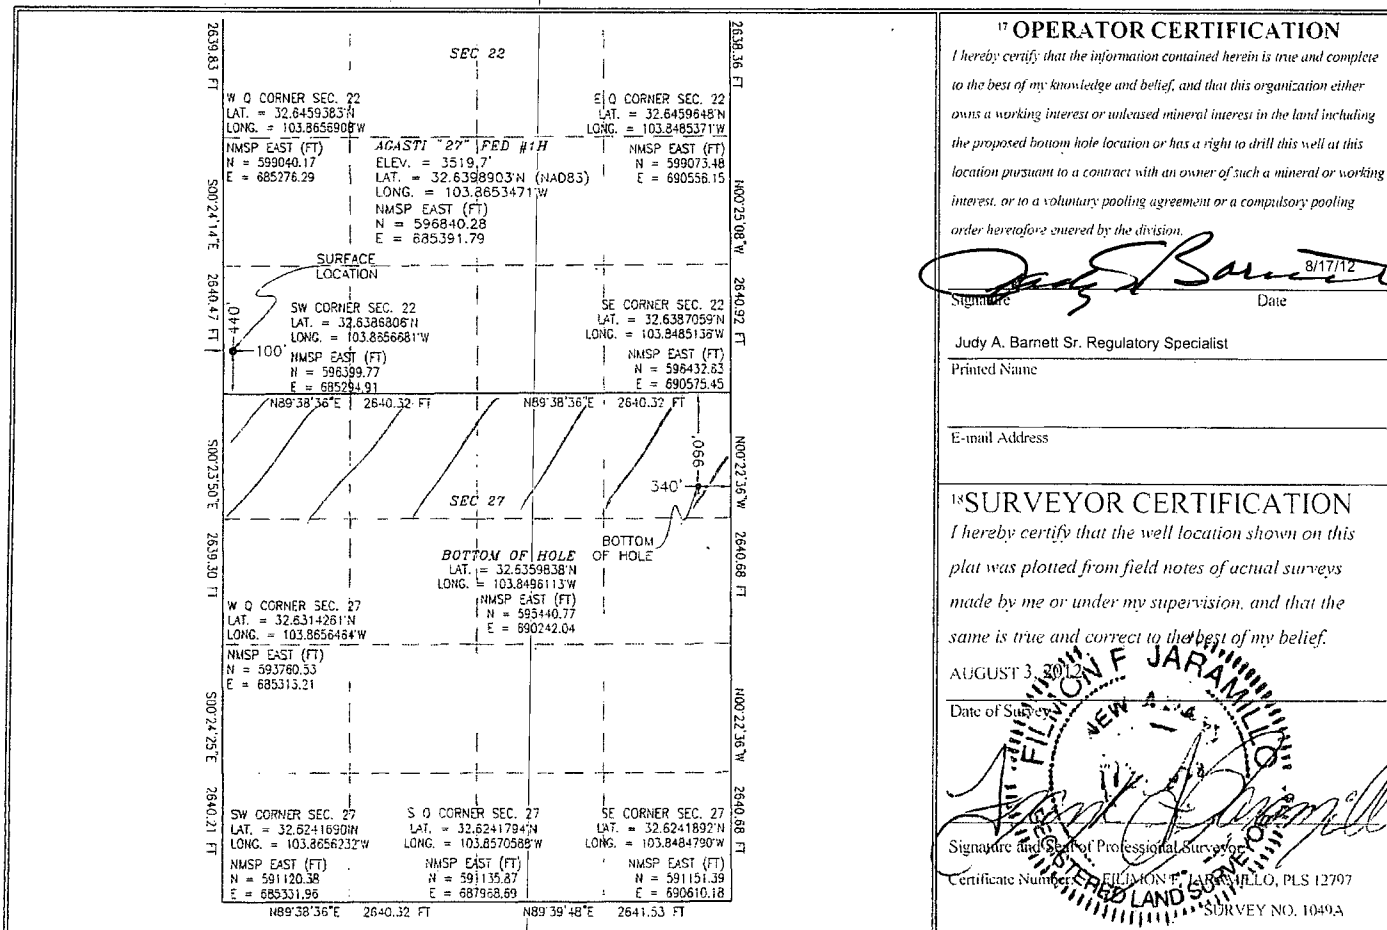 SEC 22
2639.83 FT
2638.36 FT
W Q CORNER SEC. 22
LAT. = 32.6459383'N
LONG. = 103.8656908'W
NMSP EAST (FT)
N = 599040.17
E = 685276.29
E Q CORNER SEC. 22
LAT. = 32.6459648'N
LONG. = 103.8485371'W
NMSP EAST (FT)
N = 599073.48
E = 690556.15
AGASTI "27" FED #1H
ELEV. = 3519.7'
LAT. = 32.6398903'N (NAD83)
LONG. = 103.8653471'W
NMSP EAST (FT)
N = 596840.28
E = 685391.79
S00°24'14"E
2640.47 FT
N00°25'08"W
2640.92 FT
SURFACE
LOCATION
440'
100'
SW CORNER SEC. 22
LAT. = 32.6386806'N
LONG. = 103.8656681'W
NMSP EAST (FT)
N = 596399.77
E = 685294.91
SE CORNER SEC. 22
LAT. = 32.6387059'N
LONG. = 103.8485136'W
NMSP EAST (FT)
N = 596432.63
E = 690575.45
N89°38'36"E 2640.32 FT
N89°38'36"E 2640.32 FT
S00°23'50"E
2639.30 FT
N00°22'36"W
2640.68 FT
990'
340'
SEC 27
BOTTOM
OF HOLE
BOTTOM OF HOLE
LAT. = 32.6359838'N
LONG. = 103.8496113'W
NMSP EAST (FT)
N = 595440.77
E = 690242.04
W Q CORNER SEC. 27
LAT. = 32.6314261'N
LONG. = 103.8656464'W
NMSP EAST (FT)
N = 593760.53
E = 685313.21
S00°24'25"E
2640.21 FT
N00°22'36"W
2640.68 FT
SW CORNER SEC. 27
LAT. = 32.6241690'N
LONG. = 103.8656232'W
NMSP EAST (FT)
N = 591120.38
E = 685331.96
S Q CORNER SEC. 27
LAT. = 32.6241794'N
LONG. = 103.8570588'W
NMSP EAST (FT)
N = 591135.87
E = 687968.69
SE CORNER SEC. 27
LAT. = 32.6241892'N
LONG. = 103.8484790'W
NMSP EAST (FT)
N = 591151.39
E = 690610.18
N89°38'36"E 2640.32 FT
N89°39'48"E 2641.53 FT
17 OPERATOR CERTIFICATION
I hereby certify that the information contained herein is true and complete
to the best of my knowledge and belief, and that this organization either
owns a working interest or unleased mineral interest in the land including
the proposed bottom hole location or has a right to drill this well at this
location pursuant to a contract with an owner of such a mineral or working
interest, or to a voluntary pooling agreement or a compulsory pooling
order heretofore entered by the division.
8/17/12
Signature Date
Judy A. Barnett Sr. Regulatory Specialist
Printed Name
E-mail Address
18 SURVEYOR CERTIFICATION
I hereby certify that the well location shown on this
plat was plotted from field notes of actual surveys
made by me or under my supervision, and that the
same is true and correct to the best of my belief.
AUGUST 3, 2012
Date of Survey
FILIMON F JARAMILLO
NEW
REGISTERED LAND SURVEYOR
Signature and Seal of Professional Surveyor
Certificate Number FILIMON F. JARAMILLO, PLS 12797
SURVEY NO. 1049A